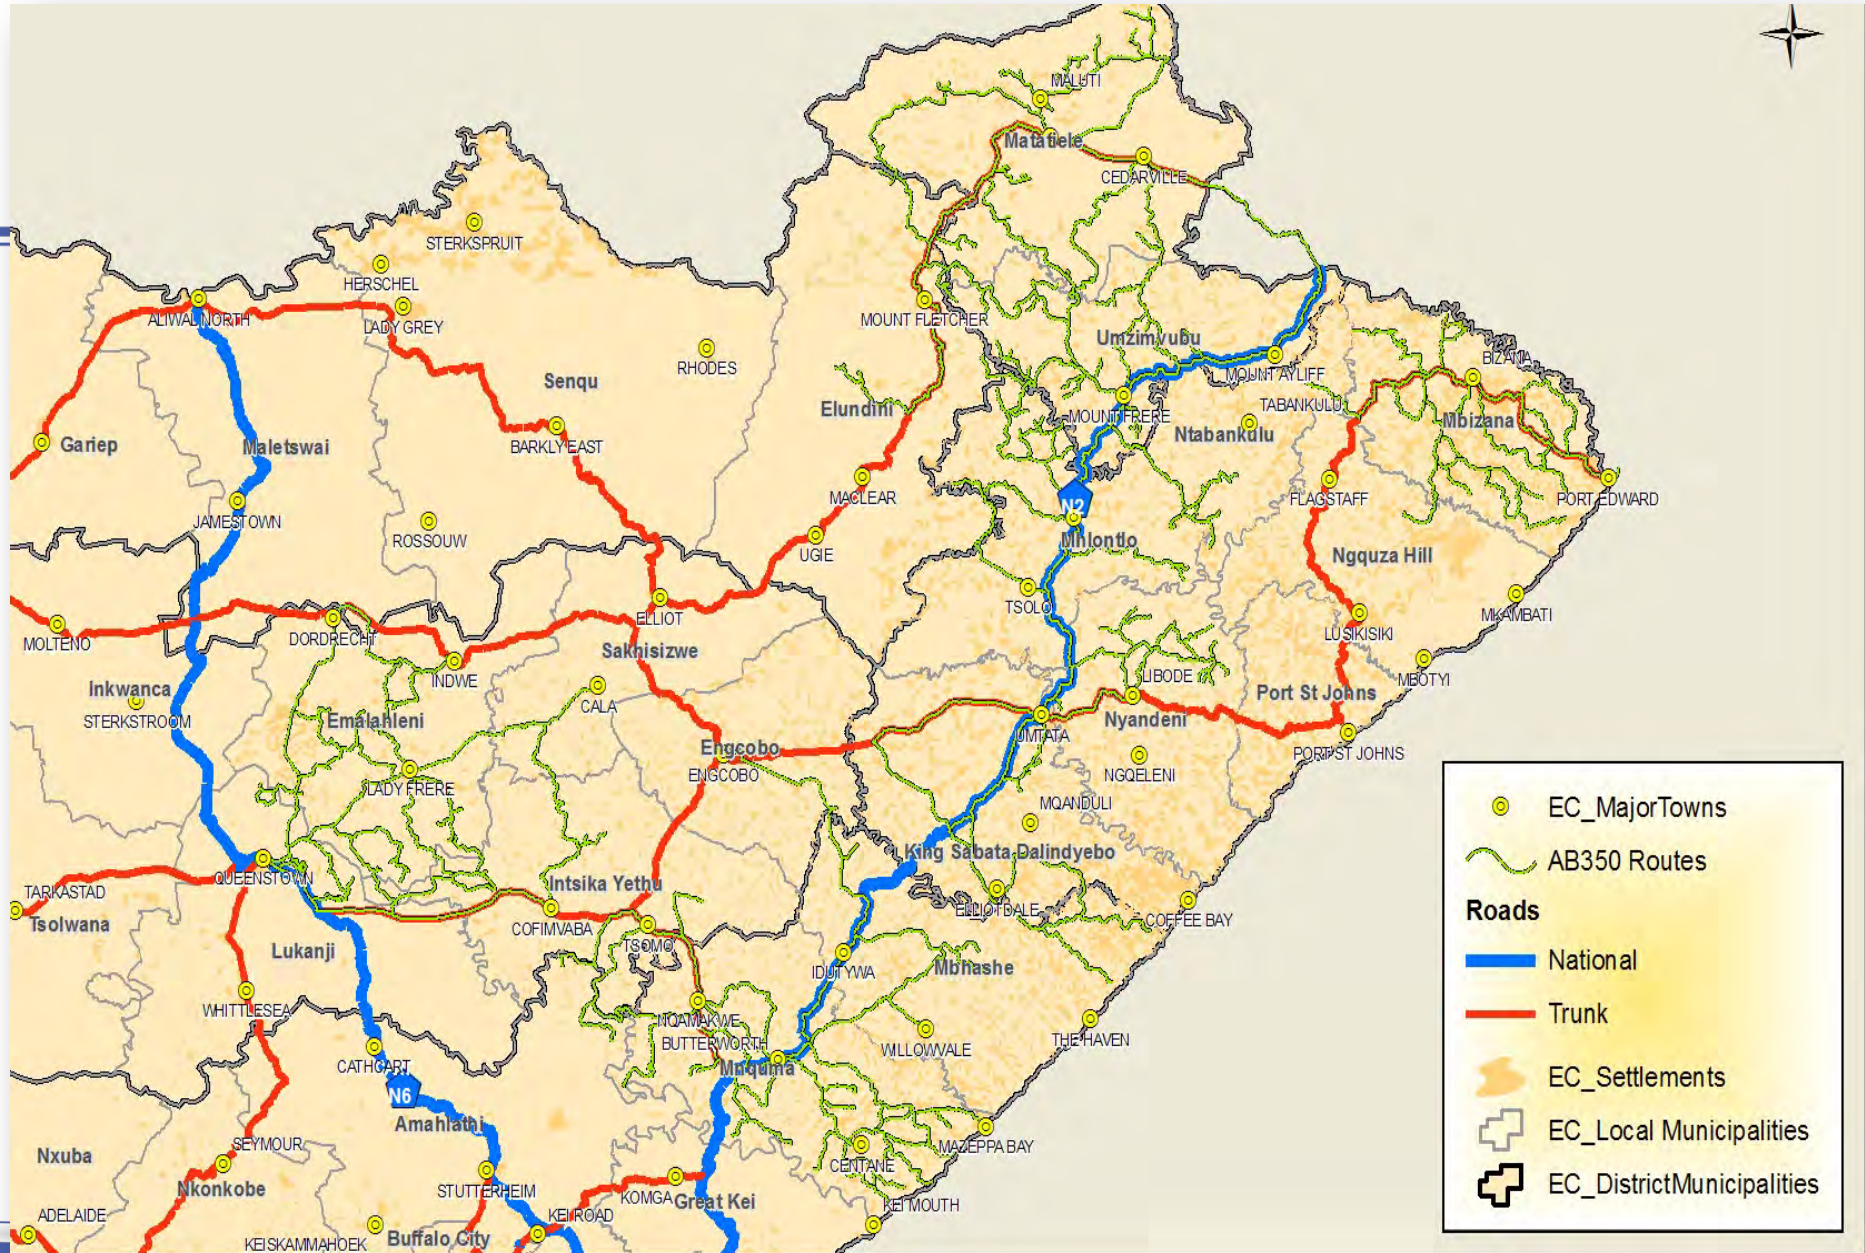 MALUTI
Matatiele
CEDARVILLE
STERKSPRUIT
HERSCHEL
ALIWAL NORTH
LADY GREY
MOUNT FLETCHER
RHODES
Umzimvubu
BIZANA
MOUNT AYLIFF
Senqu
Elundini
TABANKULU
MOUNT FRERE
Ntabankulu
Mbizana
Gariep
Maletswai
BARKLY EAST
MACLEAR
FLAGSTAFF
PORT EDWARD
N2
JAMESTOWN
ROSSOUW
UGIE
Mhlontlo
Ngquza Hill
TSOLO
MKAMBATI
ELLIOT
LUSIKISIKI
MOLTENO
DORDRECHT
Sakhisizwe
INDWE
LIBODE
MBOTYI
Inkwanca
STERKSTROOM
CALA
Port St Johns
Emalahleni
Nyandeni
UMTATA
Engcobo
ENGCOBO
PORT ST JOHNS
NGQELENI
LADY FRERE
MQANDULI
King Sabata Dalindyebo
QUEENSTOWN
TARKASTAD
Intsika Yethu
Tsolwana
COFIMVABA
ELLIOTDALE
COFFEE BAY
TSOMO
Lukanji
IDUTYWA
Mbhashe
WHITTLESEA
NQAMAKWE
BUTTERWORTH
WILLOWVALE
THE HAVEN
CATHCART
Mnquma
N6
Amahlathi
SEYMOUR
MAZEPPA BAY
Nxuba
CENTANE
Nkonkobe
STUTTERHEIM
KOMGA
Great Kei
KEI MOUTH
ADELAIDE
KEI ROAD
KEISKAMMAHOEK
Buffalo City
EC_MajorTowns
AB350 Routes
Roads
National
Trunk
EC_Settlements
EC_Local Municipalities
EC_DistrictMunicipalities